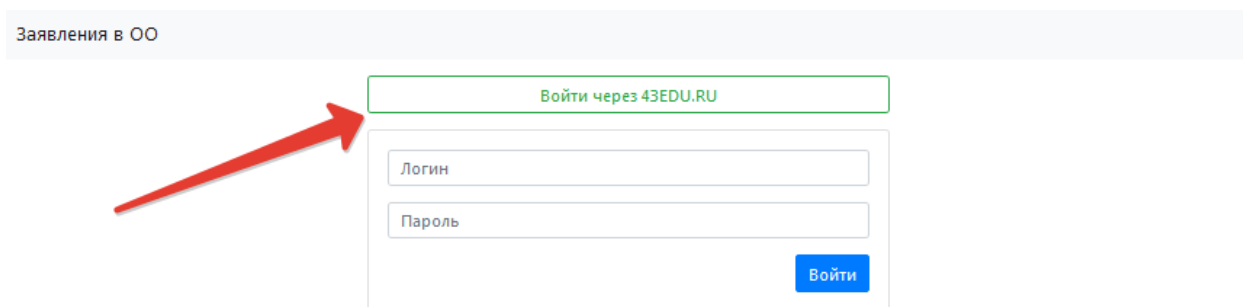 Заявления в ОО
Войти через 43EDU.RU
Логин
Пароль
Войти